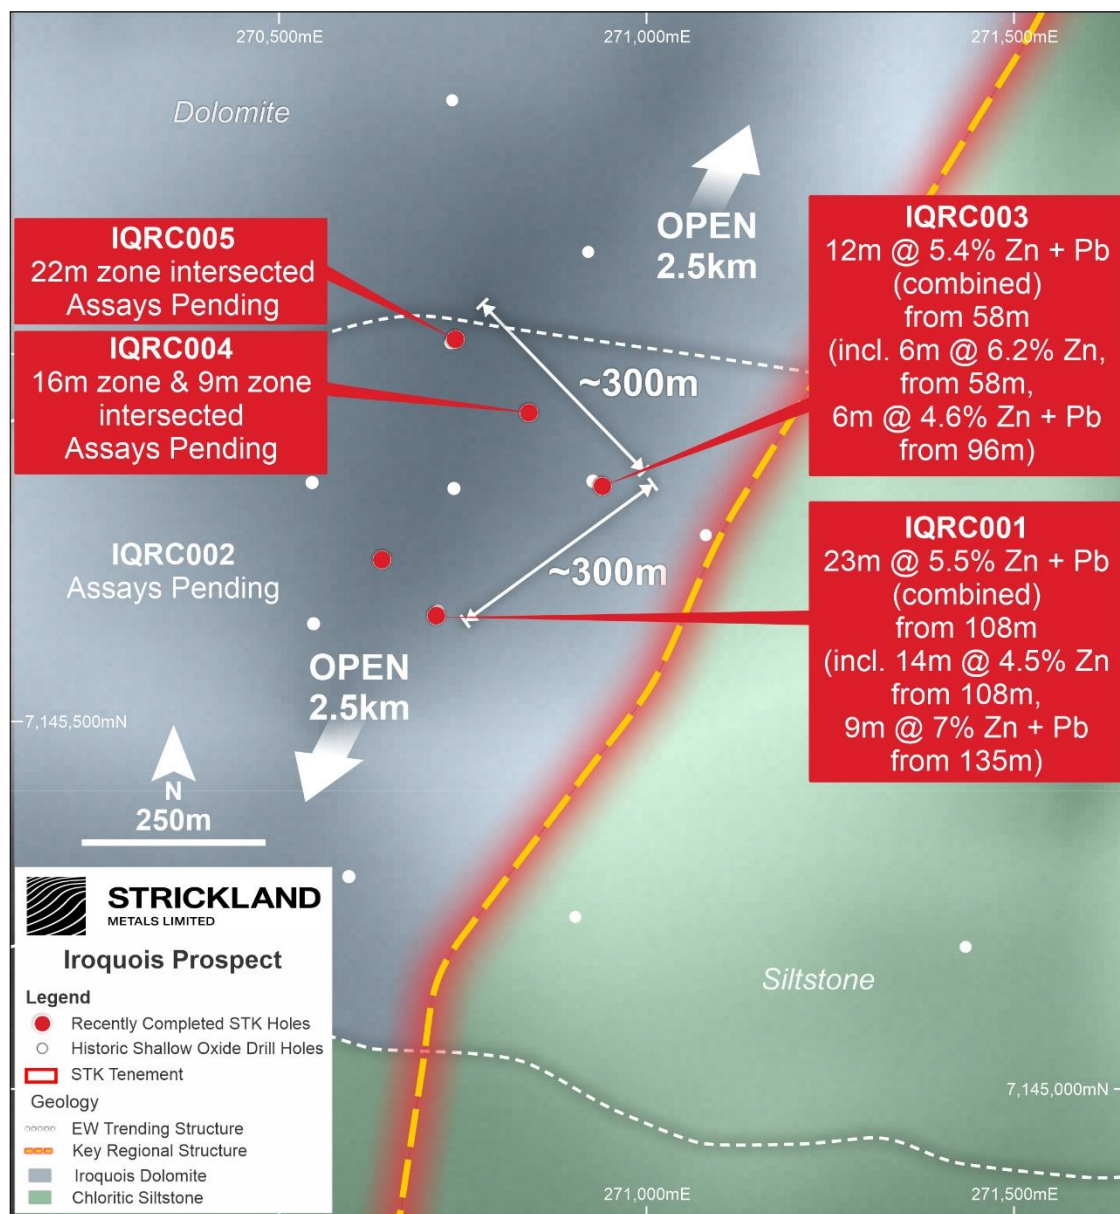 270,500mE
271,000mE
271,500mE
Dolomite
OPEN
2.5km
IQRC005
22m zone intersected
Assays Pending
IQRC004
16m zone & 9m zone
intersected
Assays Pending
IQRC003
12m @ 5.4% Zn + Pb
(combined)
from 58m
(incl. 6m @ 6.2% Zn,
from 58m,
6m @ 4.6% Zn + Pb
from 96m)
~300m
IQRC002
Assays Pending
~300m
IQRC001
23m @ 5.5% Zn + Pb
(combined)
from 108m
(incl. 14m @ 4.5% Zn
from 108m,
9m @ 7% Zn + Pb
from 135m)
OPEN
2.5km
7,145,500mN
N
250m
STRICKLAND
METALS LIMITED
Iroquois Prospect
Legend
Recently Completed STK Holes
Historic Shallow Oxide Drill Holes
STK Tenement
Geology
EW Trending Structure
Key Regional Structure
Iroquois Dolomite
Chloritic Siltstone
Siltstone
7,145,000mN
271,000mE
271,500mE